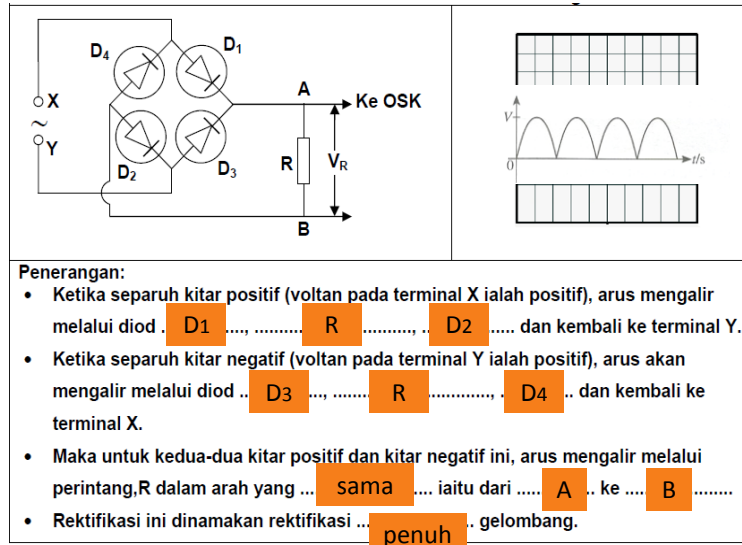 D4
D1
X
~
Y
D2
D3
A
Ke OSK
R
VR
B
V
0
t/s
Penerangan:
• Ketika separuh kitar positif (voltan pada terminal X ialah positif), arus mengalir
melalui diod . D1 ...., .......... R .........., .. D2 ..... dan kembali ke terminal Y.
• Ketika separuh kitar negatif (voltan pada terminal Y ialah positif), arus akan
mengalir melalui diod .. D3 ..., ....... R ............., . D4 .. dan kembali ke
terminal X.
• Maka untuk kedua-dua kitar positif dan kitar negatif ini, arus mengalir melalui
perintang,R dalam arah yang ... sama .... iaitu dari ..... A .. ke ..... B ........
• Rektifikasi ini dinamakan rektifikasi ... penuh .. gelombang.